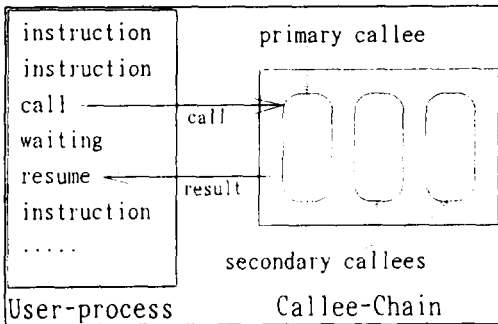 instruction
instruction
call
waiting
resume
instruction
.....
User-process
primary callee
call
result
secondary callees
Callee-Chain